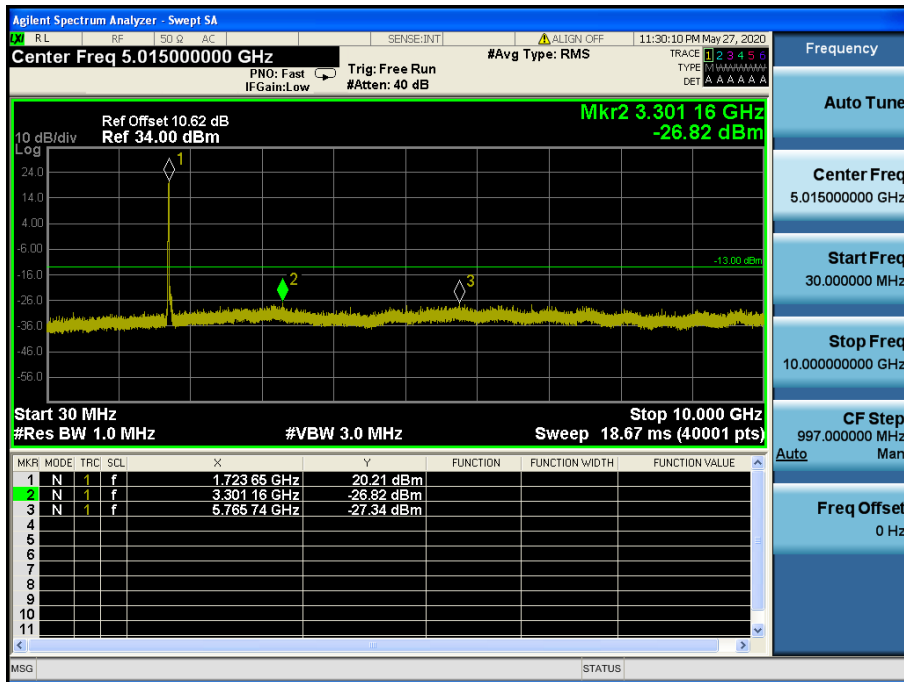 Agilent Spectrum Analyzer - Swept SA
LXI RL RF 50 Ω AC SENSE:INT ALIGN OFF 11:30:10 PM May 27, 2020
Center Freq 5.015000000 GHz
#Avg Type: RMS
TRACE 1 2 3 4 5 6
PNO: Fast Trig: Free Run
TYPE M WWWWW
IFGain:Low #Atten: 40 dB
DET A A A A A A
Mkr2 3.301 16 GHz
-26.82 dBm
Ref Offset 10.62 dB
10 dB/div Ref 34.00 dBm
Log
1
24.0
14.0
4.00
-6.00
-13.00 dBm
-16.0
2
3
-26.0
-36.0
-46.0
-56.0
Start 30 MHz Stop 10.000 GHz
#Res BW 1.0 MHz #VBW 3.0 MHz Sweep 18.67 ms (40001 pts)
MKR MODE TRC SCL X Y FUNCTION FUNCTION WIDTH FUNCTION VALUE
1 N 1 f 1.723 65 GHz 20.21 dBm
2 N 1 f 3.301 16 GHz -26.82 dBm
3 N 1 f 5.765 74 GHz -27.34 dBm
4
5
6
7
8
9
10
11
MSG STATUS
Frequency
Auto Tune
Center Freq
5.015000000 GHz
Start Freq
30.000000 MHz
Stop Freq
10.000000000 GHz
CF Step
997.000000 MHz
Auto Man
Freq Offset
0 Hz